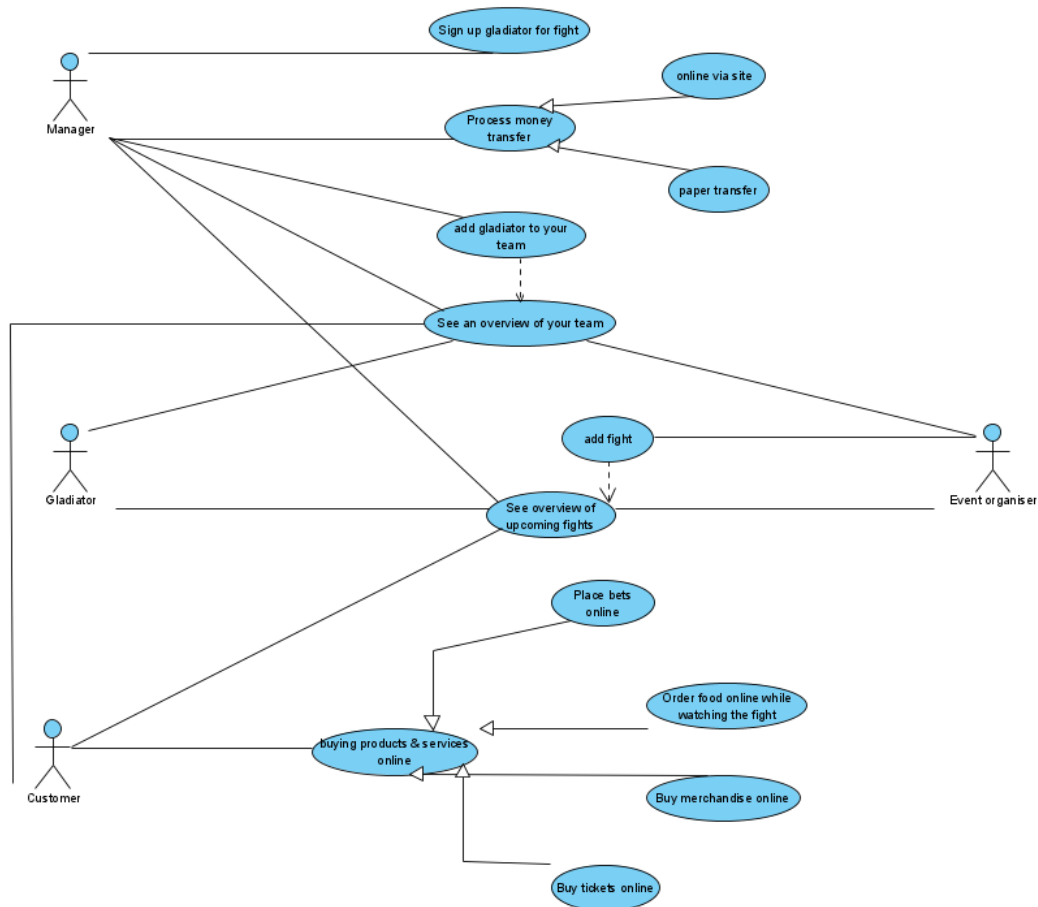 Sign up gladiator for fight
online via site
Manager
Process money
transfer
paper transfer
add gladiator to your
team
See an overview of your team
add fight
Gladiator
Event organiser
See overview of
upcoming fights
Place bets
online
Order food online while
watching the fight
buying products & services
online
Customer
Buy merchandise online
Buy tickets online